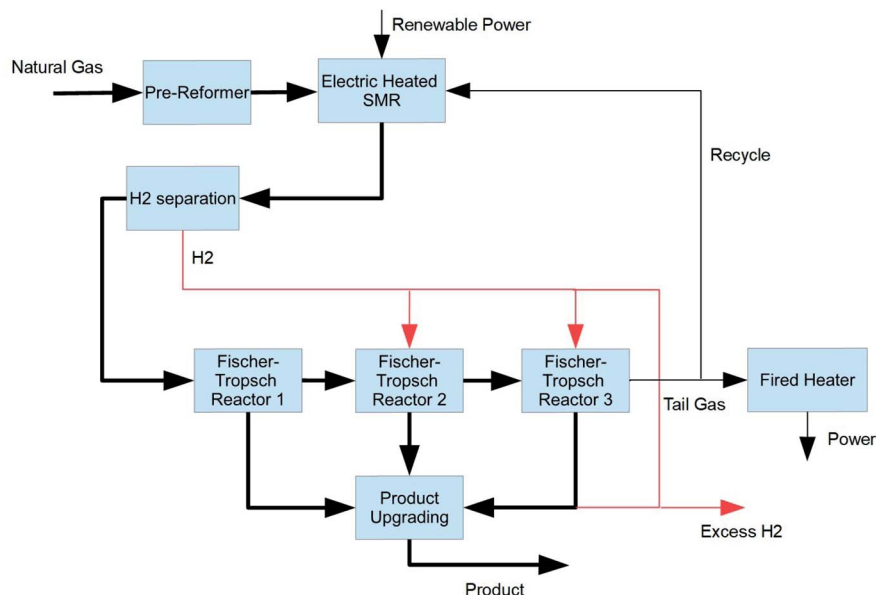 Renewable Power
Natural Gas
Pre-Reformer
Electric Heated
SMR
Recycle
H2 separation
H2
Fischer-
Tropsch
Reactor 1
Fischer-
Tropsch
Reactor 2
Fischer-
Tropsch
Reactor 3
Tail Gas
Fired Heater
Power
Product
Upgrading
Excess H2
Product